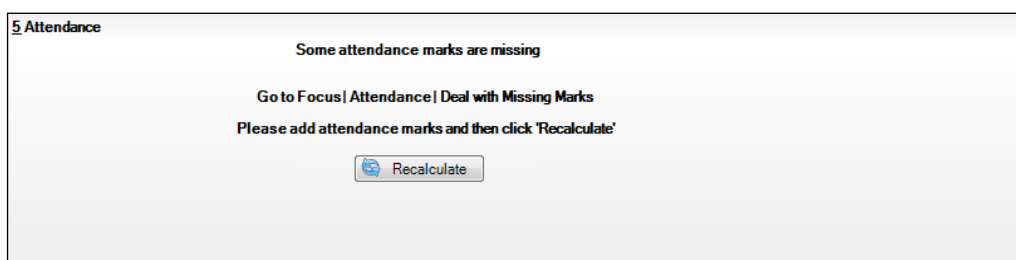 5 Attendance
Some attendance marks are missing
Go to Focus| Attendance| Deal with Missing Marks
Please add attendance marks and then click 'Recalculate'
Recalculate